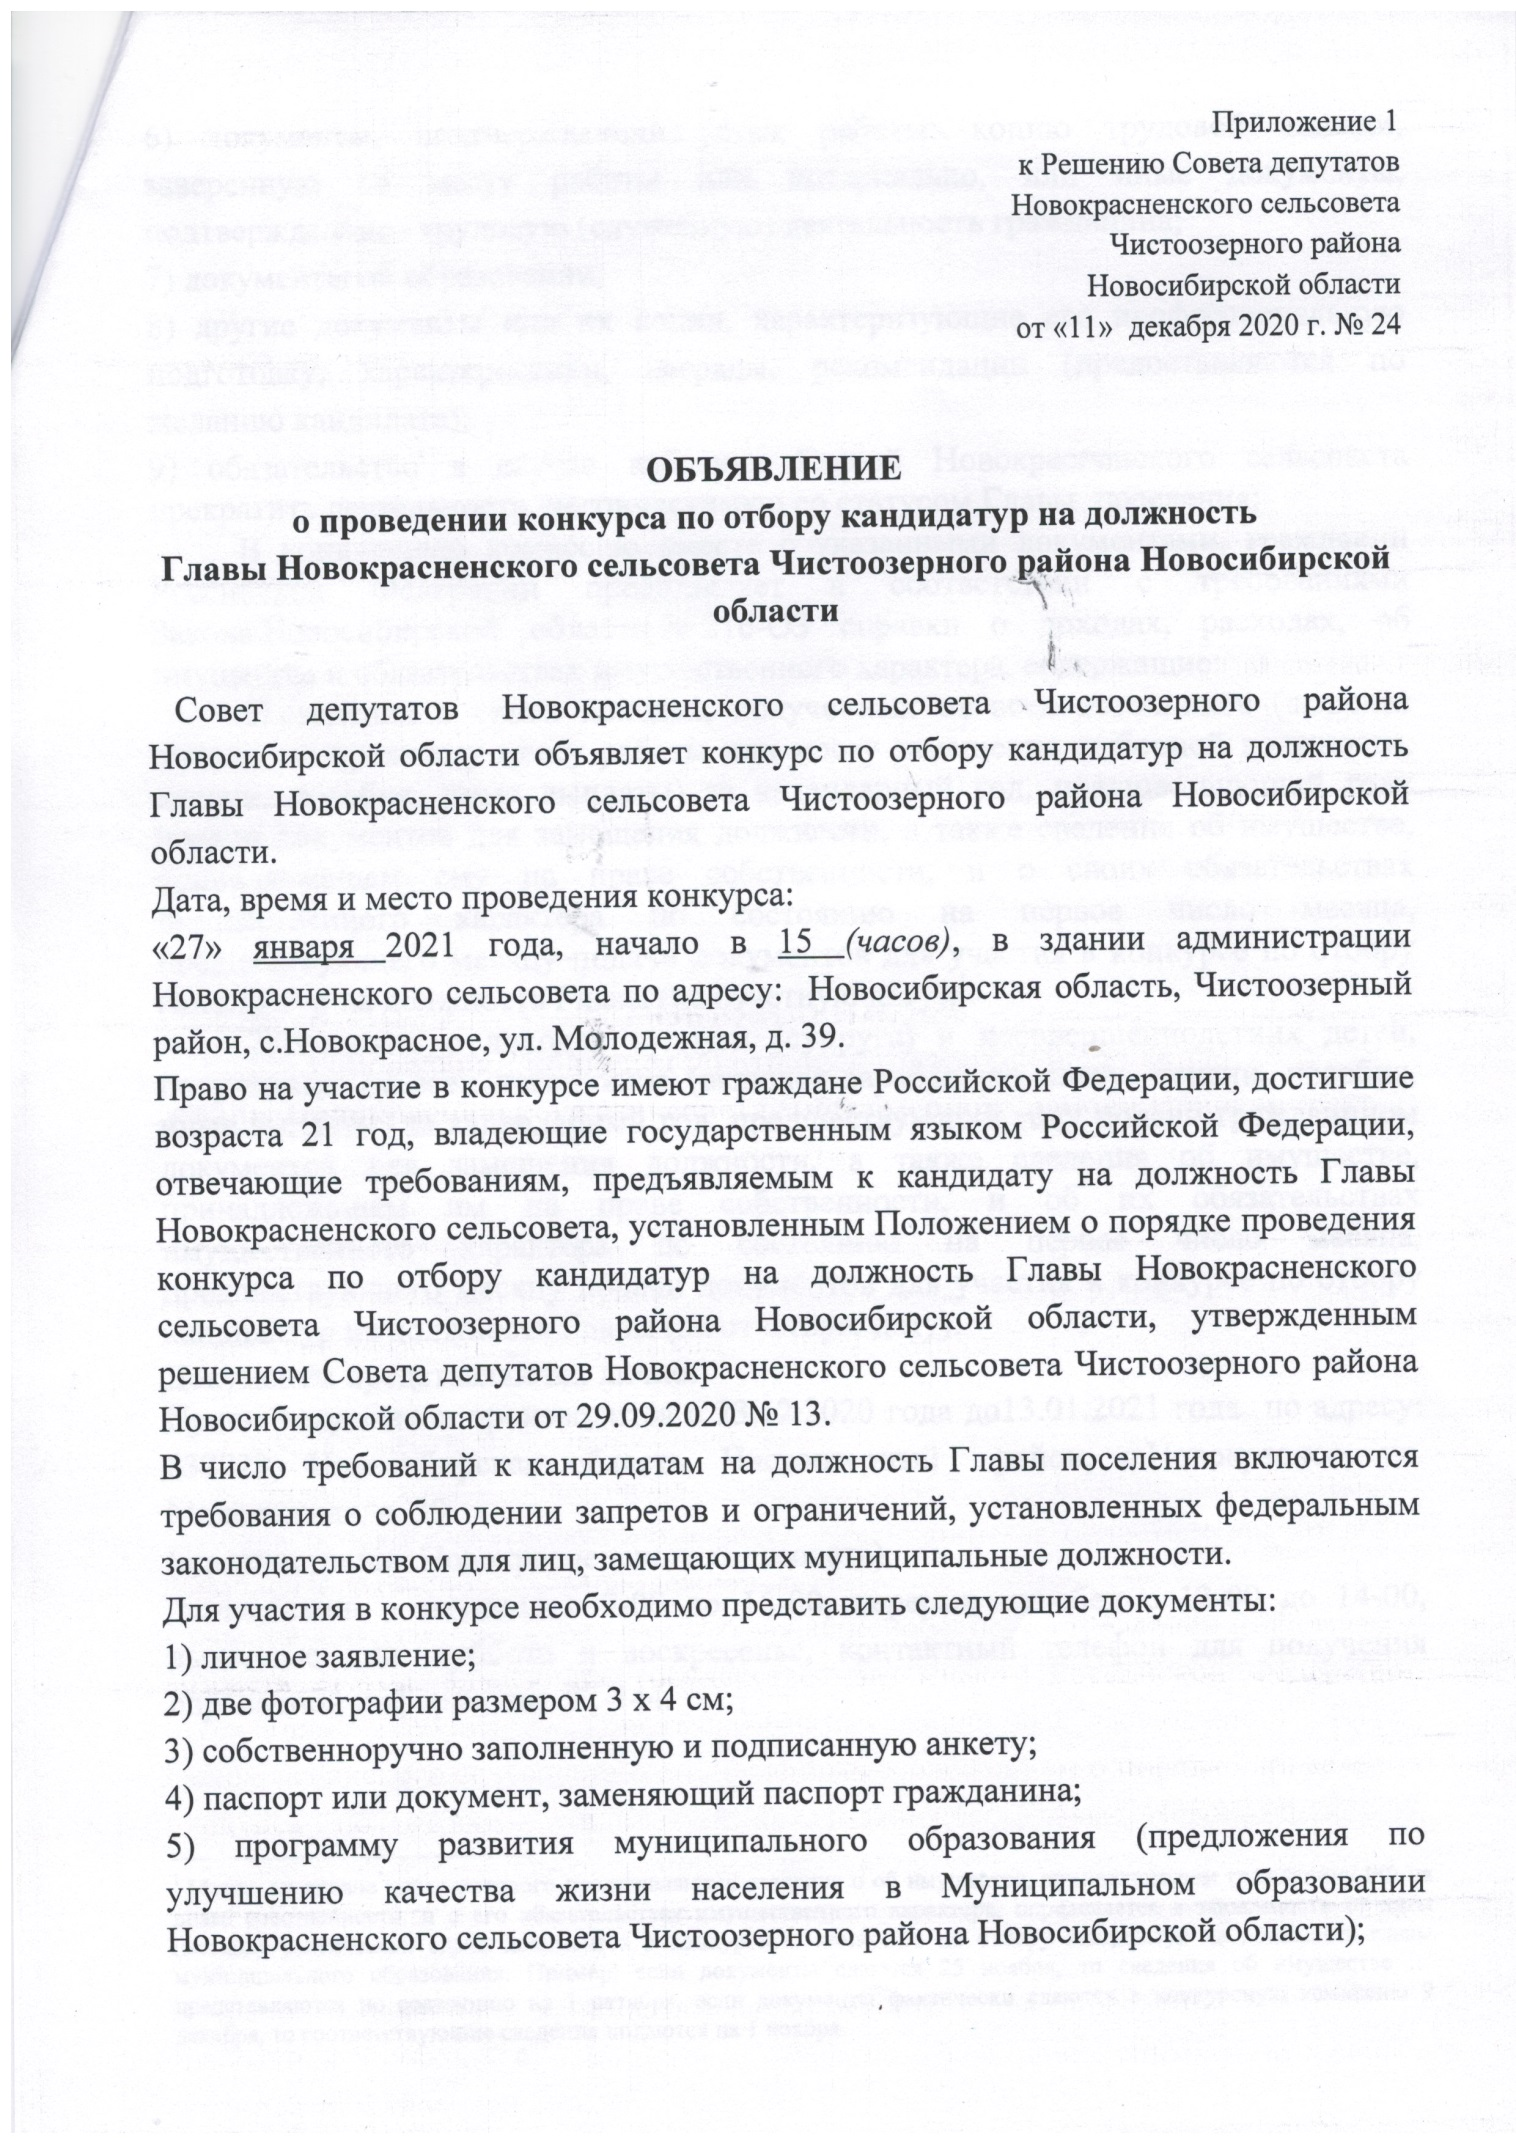 Приложение 1
к Решению Совета депутатов
Новокрасненского сельсовета
Чистоозерного района
Новосибирской области
от «11» декабря 2020 г. № 24
ОБЪЯВЛЕНИЕ
о проведении конкурса по отбору кандидатур на должность
Главы Новокрасненского сельсовета Чистоозерного района Новосибирской
области
Совет депутатов Новокрасненского сельсовета Чистоозерного района
Новосибирской области объявляет конкурс по отбору кандидатур на должность
Главы Новокрасненского сельсовета Чистоозерного района Новосибирской
области.
Дата, время и место проведения конкурса:
«27» января 2021 года, начало в 15 (часов), в здании администрации
Новокрасненского сельсовета по адресу: Новосибирская область, Чистоозерный
район, с.Новокрасное, ул. Молодежная, д. 39.
Право на участие в конкурсе имеют граждане Российской Федерации, достигшие
возраста 21 год, владеющие государственным языком Российской Федерации,
отвечающие требованиям, предъявляемым к кандидату на должность Главы
Новокрасненского сельсовета, установленным Положением о порядке проведения
конкурса по отбору кандидатур на должность Главы Новокрасненского
сельсовета Чистоозерного района Новосибирской области, утвержденным
решением Совета депутатов Новокрасненского сельсовета Чистоозерного района
Новосибирской области от 29.09.2020 № 13.
В число требований к кандидатам на должность Главы поселения включаются
требования о соблюдении запретов и ограничений, установленных федеральным
законодательством для лиц, замещающих муниципальные должности.
Для участия в конкурсе необходимо представить следующие документы:
1) личное заявление;
2) две фотографии размером 3 х 4 см;
3) собственноручно заполненную и подписанную анкету;
4) паспорт или документ, заменяющий паспорт гражданина;
5) программу развития муниципального образования (предложения по
улучшению качества жизни населения в Муниципальном образовании
Новокрасненского сельсовета Чистоозерного района Новосибирской области);